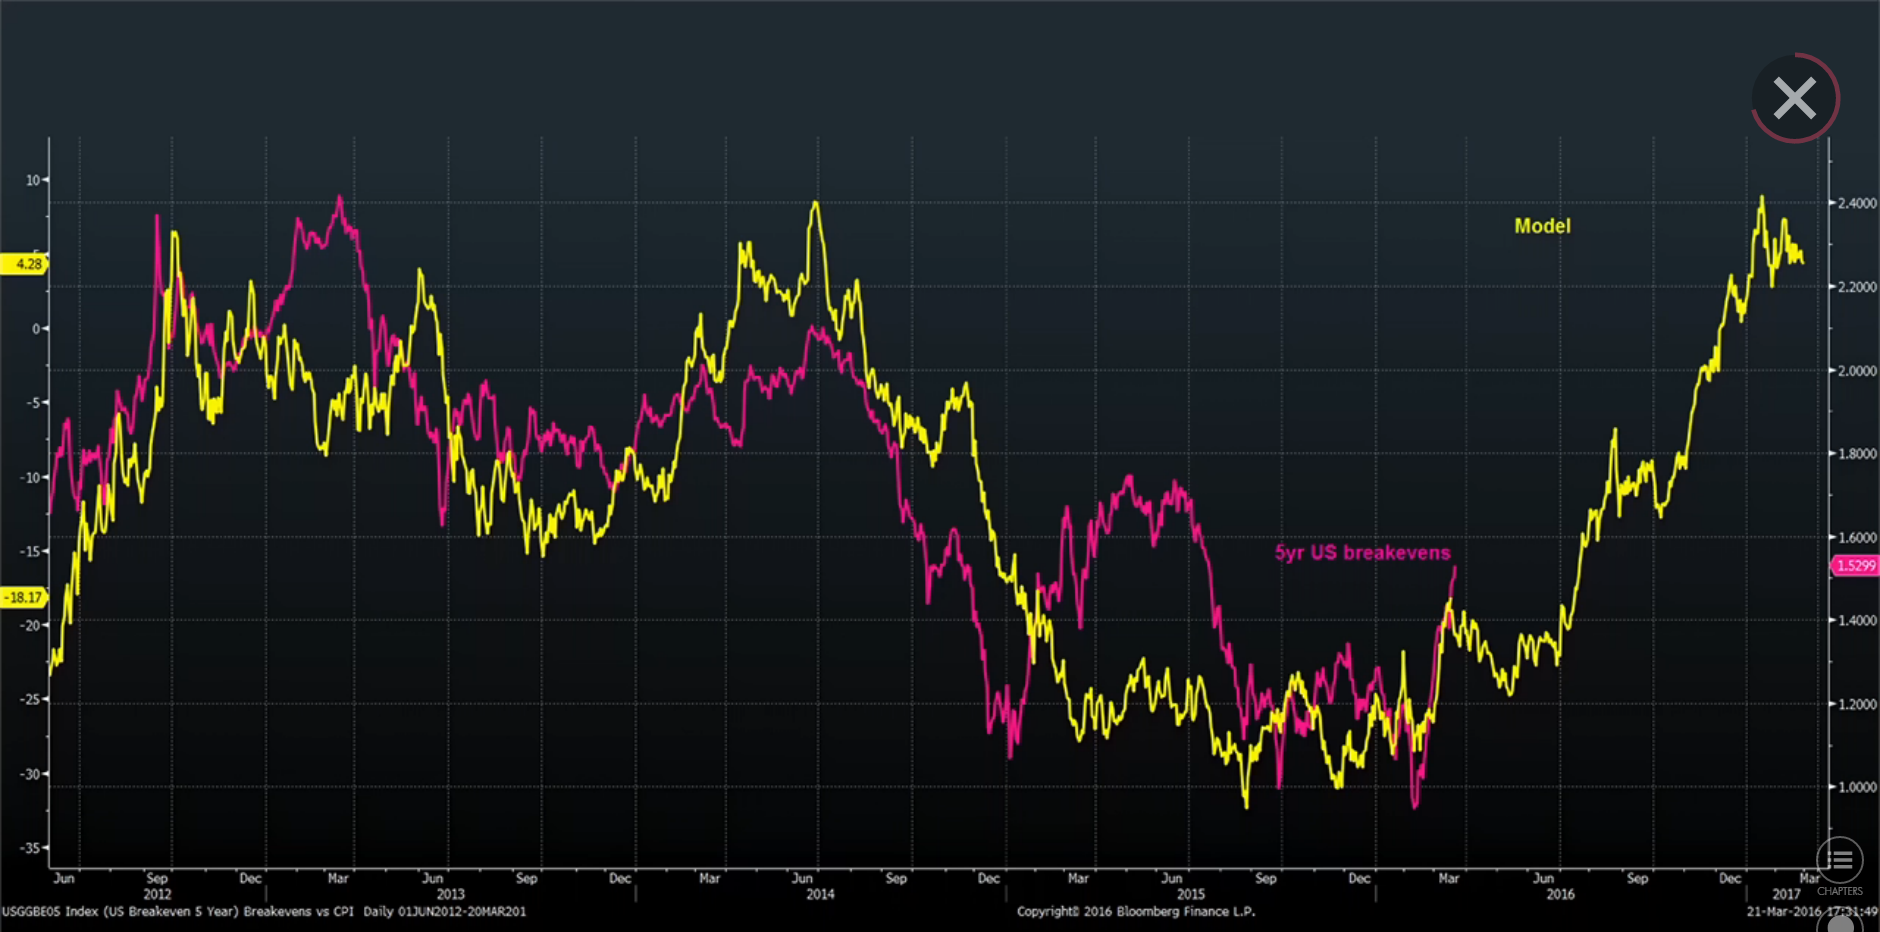 10
5
0
-5
-10
-15
-20
-25
-30
-35
4.28
-18.17
Model
5yr US breakevens
2.4000
2.2000
2.0000
1.8000
1.6000
1.5299
1.4000
1.2000
1.0000
Jun Sep Dec Mar Jun Sep Dec Mar Jun Sep Dec Mar Jun Sep Dec Mar Jun Sep Dec Mar
2012 2013 2014 2015 2016 2017
CHAPTERS
USGGBE05 Index (US Breakeven 5 Year) Breakevens vs CPI Daily 01JUN2012-20MAR201
Copyright© 2016 Bloomberg Finance L.P.
21-Mar-2016 17:31:49